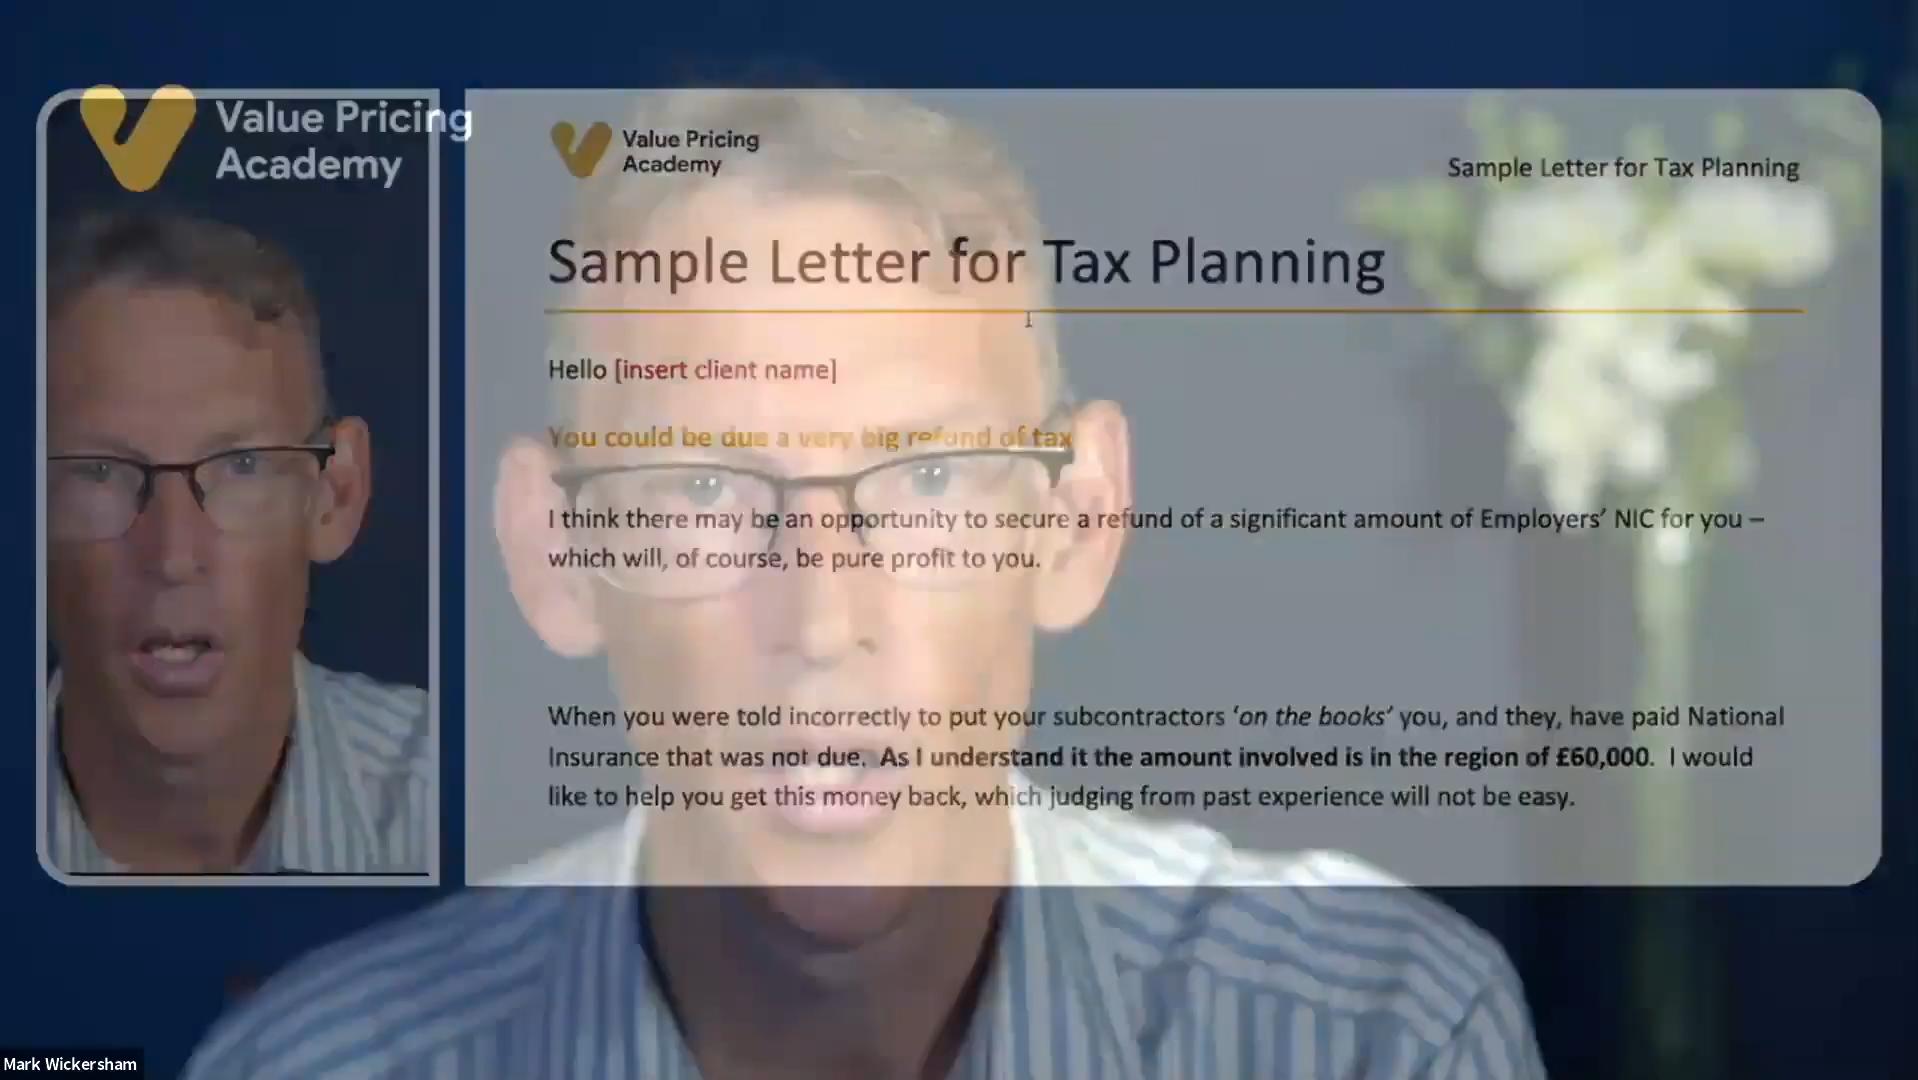 Value Pricing
Academy
Value Pricing
Academy
Sample Letter for Tax Planning
Sample Letter for Tax Planning
Hello [insert client name]
You could be due a very big refund of tax
I think there may be an opportunity to secure a refund of a significant amount of Employers’ NIC for you –
which will, of course, be pure profit to you.
When you were told incorrectly to put your subcontractors ‘on the books’ you, and they, have paid National
Insurance that was not due. As I understand it the amount involved is in the region of £60,000. I would
like to help you get this money back, which judging from past experience will not be easy.
Mark Wickersham